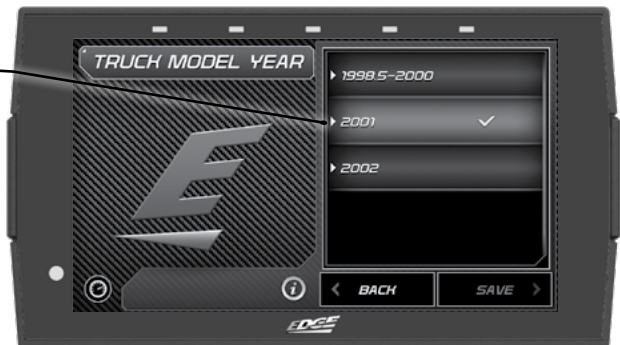 TRUCK MODEL YEAR
1998.5-2000
2001
2002
BACK
SAVE
EDGE